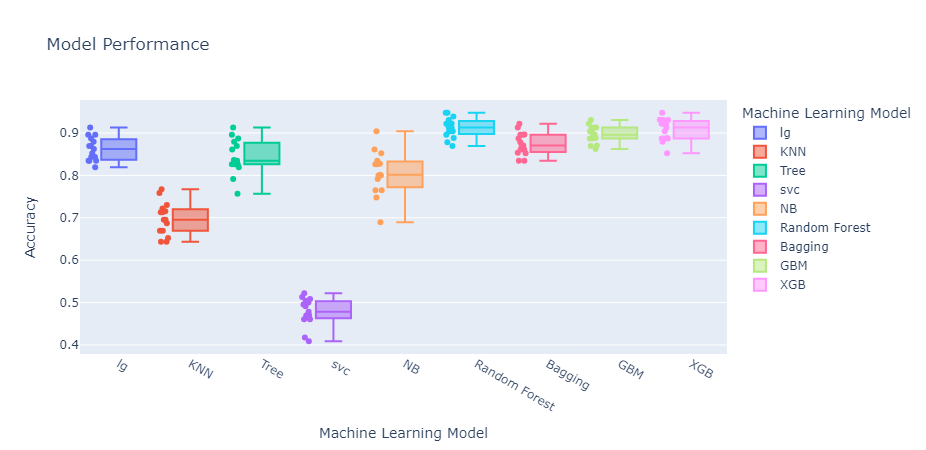 Model Performance
Machine Learning Model
lg
KNN
Tree
svc
NB
Random Forest
Bagging
GBM
XGB
0.9
0.8
0.7
0.6
0.5
0.4
Accuracy
lg
KNN
Tree
svc
NB
Random Forest
Bagging
GBM
XGB
Machine Learning Model